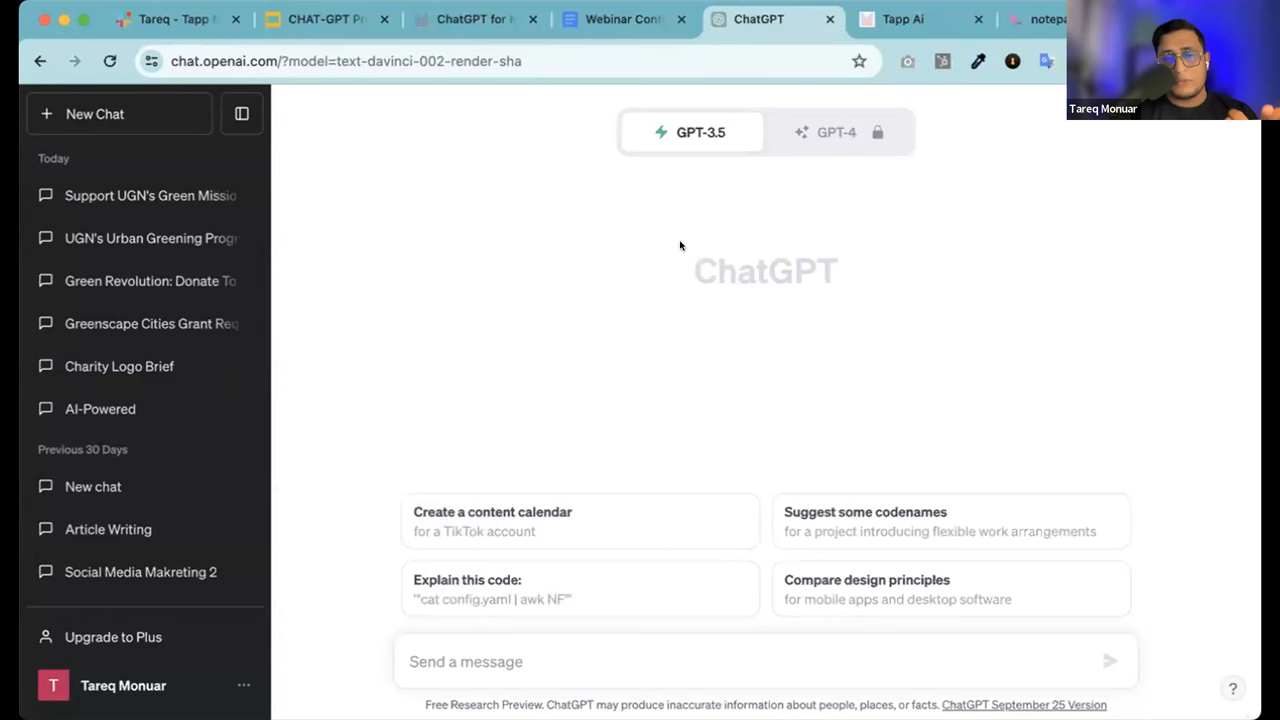 Tareq - Tapp
CHAT-GPT Pr
ChatGPT for
Webinar Con
ChatGPT
Tapp Ai
notepa
chat.openai.com/?model=text-davinci-002-render-sha
Tareq Monuar
New Chat
GPT-3.5
GPT-4
Today
Support UGN's Green Missio
UGN's Urban Greening Progr
Green Revolution: Donate To
Greenscape Cities Grant Req
Charity Logo Brief
AI-Powered
Previous 30 Days
New chat
Article Writing
Social Media Makreting 2
Upgrade to Plus
T
Tareq Monuar
ChatGPT
Create a content calendar
for a TikTok account
Suggest some codenames
for a project introducing flexible work arrangements
Explain this code:
"'cat config.yaml | awk NF'"
Compare design principles
for mobile apps and desktop software
Send a message
Free Research Preview. ChatGPT may produce inaccurate information about people, places, or facts. ChatGPT September 25 Version
?